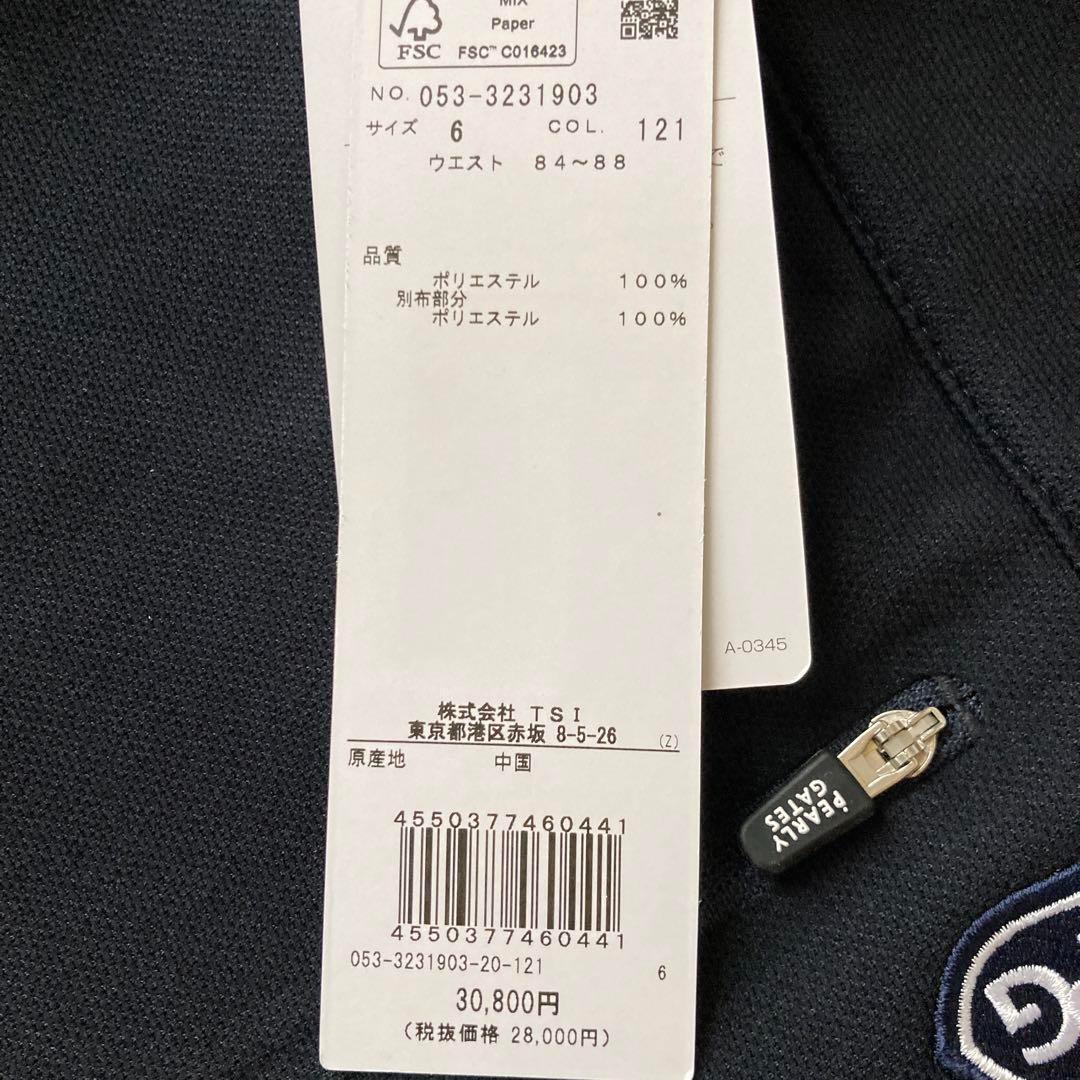 MIX
Paper
FSC FSC™ C016423
NO. 053-3231903
サイズ 6 COL. 121
ウエスト 84〜88
で
品質
ポリエステル 100%
別布部分
ポリエステル 100%
A-0345
株式会社 TSI
東京都港区赤坂 8-5-26 (Z)
原産地 中国
4550377460441
4550377460441
053-3231903-20-121 6
30,800円
(税抜価格 28,000円)
PEARLY
GATES
G